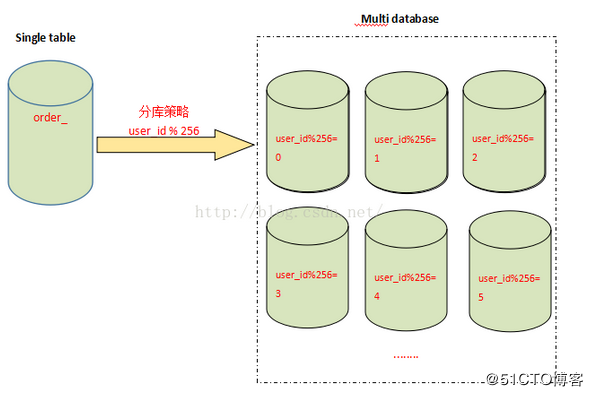 Multi database
Single table
order_
分库策略
user_id % 256
user_id%256=
0
user_id%256=
1
user_id%256=
2
http://blog.csdn.net/
user_id%256=
3
user_id%256=
4
user_id%256=
5
........
@51CTO博客